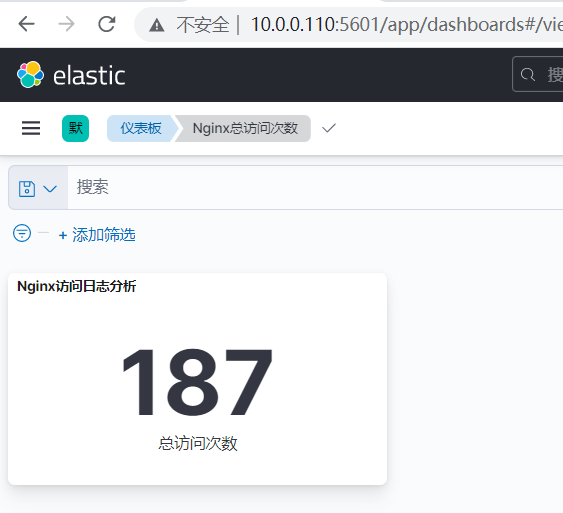 不安全 | 10.0.0.110:5601/app/dashboards#/vie
elastic
搜
默 仪表板 Nginx总访问次数
搜索
+ 添加筛选
Nginx访问日志分析
187
总访问次数